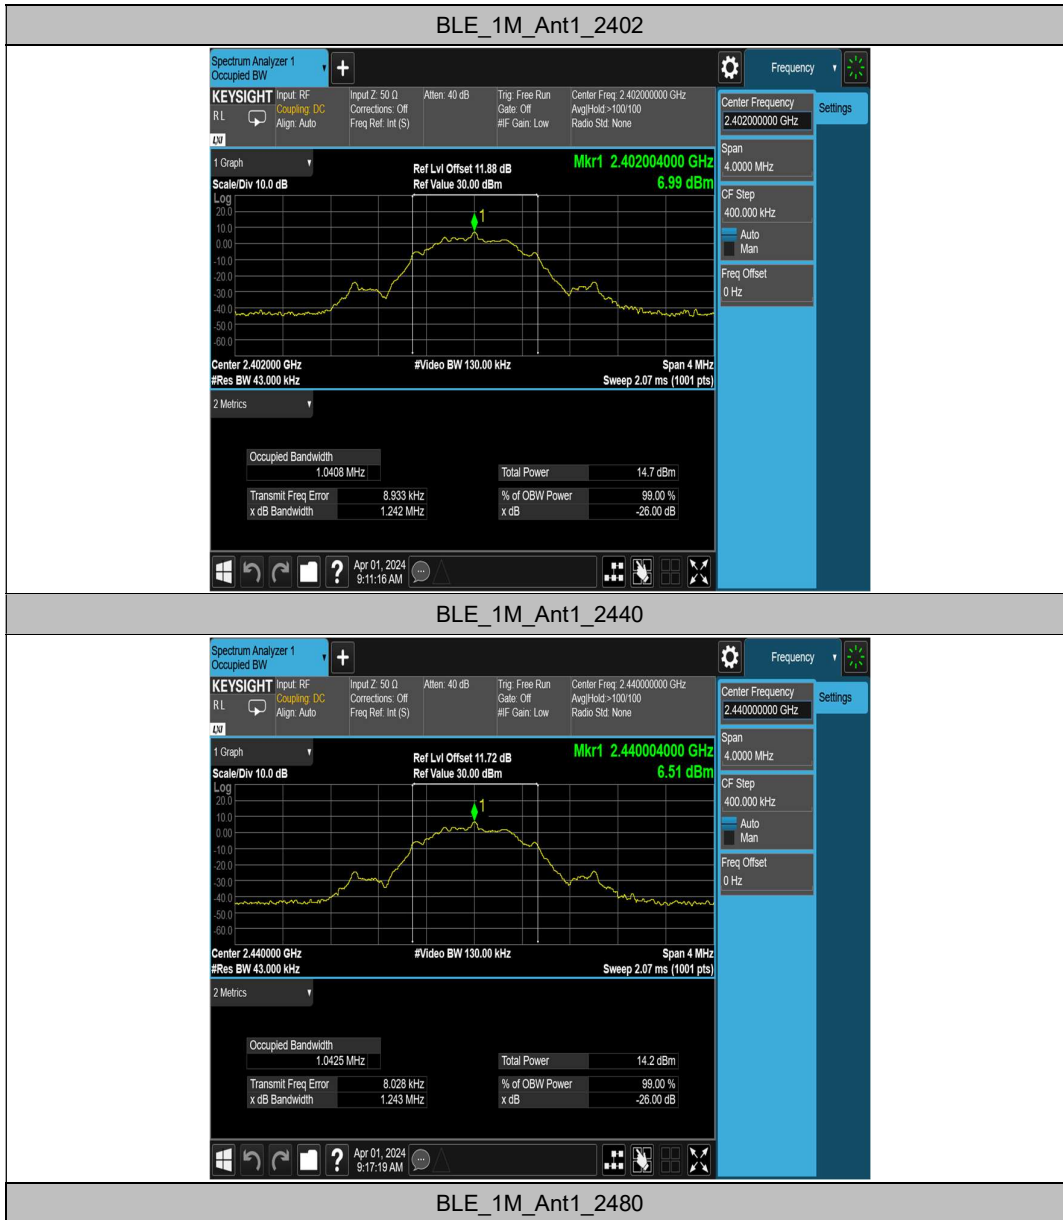 BLE_1M_Ant1_2402
Spectrum Analyzer 1
Occupied BW
Frequency
KEYSIGHT Input: RF Input Z: 50 Ω Atten: 40 dB Trig: Free Run Center Freq: 2.402000000 GHz
RL Coupling: DC Corrections: Off Gate: Off Avg|Hold:>100/100
Align: Auto Freq Ref: Int (S) #IF Gain: Low Radio Std: None
LXI
Center Frequency
2.402000000 GHz
Settings
Span
4.0000 MHz
CF Step
400.000 kHz
Auto
Man
Freq Offset
0 Hz
1 Graph Ref Lvl Offset 11.88 dB Mkr1 2.402004000 GHz
Scale/Div 10.0 dB Ref Value 30.00 dBm 6.99 dBm
Log
20.0
1
10.0
0.00
-10.0
-20.0
-30.0
-40.0
-50.0
-60.0
Center 2.402000 GHz #Video BW 130.00 kHz Span 4 MHz
#Res BW 43.000 kHz Sweep 2.07 ms (1001 pts)
2 Metrics
Occupied Bandwidth
1.0408 MHz Total Power 14.7 dBm
Transmit Freq Error 8.933 kHz % of OBW Power 99.00 %
x dB Bandwidth 1.242 MHz x dB -26.00 dB
? Apr 01, 2024
9:11:16 AM
BLE_1M_Ant1_2440
Spectrum Analyzer 1
Occupied BW
Frequency
KEYSIGHT Input: RF Input Z: 50 Ω Atten: 40 dB Trig: Free Run Center Freq: 2.440000000 GHz
RL Coupling: DC Corrections: Off Gate: Off Avg|Hold:>100/100
Align: Auto Freq Ref: Int (S) #IF Gain: Low Radio Std: None
LXI
Center Frequency
2.440000000 GHz
Settings
Span
4.0000 MHz
CF Step
400.000 kHz
Auto
Man
Freq Offset
0 Hz
1 Graph Ref Lvl Offset 11.72 dB Mkr1 2.440004000 GHz
Scale/Div 10.0 dB Ref Value 30.00 dBm 6.51 dBm
Log
20.0
1
10.0
0.00
-10.0
-20.0
-30.0
-40.0
-50.0
-60.0
Center 2.440000 GHz #Video BW 130.00 kHz Span 4 MHz
#Res BW 43.000 kHz Sweep 2.07 ms (1001 pts)
2 Metrics
Occupied Bandwidth
1.0425 MHz Total Power 14.2 dBm
Transmit Freq Error 8.028 kHz % of OBW Power 99.00 %
x dB Bandwidth 1.243 MHz x dB -26.00 dB
? Apr 01, 2024
9:17:19 AM
BLE_1M_Ant1_2480